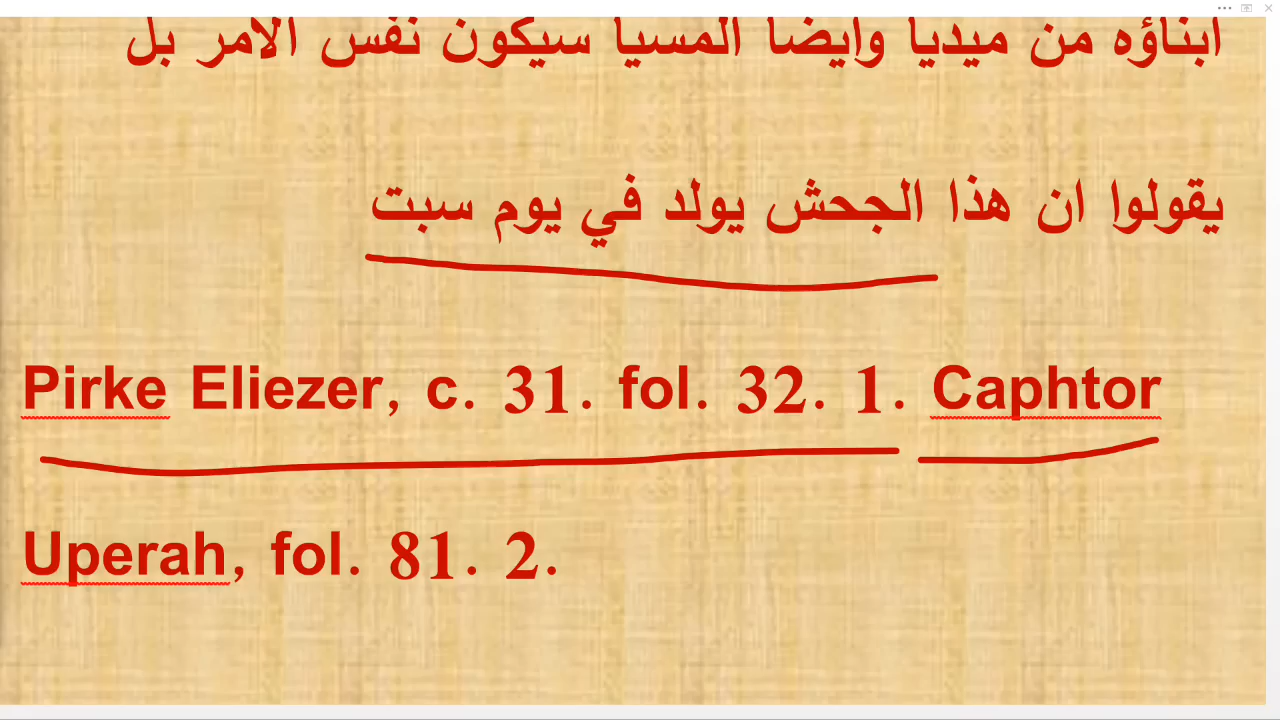 ابناؤه من ميديا وايضا المسيا سيكون نفس الامر بل
يقولوا ان هذا الجحش يولد في يوم سبت
Pirke Eliezer, c. 31. fol. 32. 1. Caphtor
Uperah, fol. 81. 2.